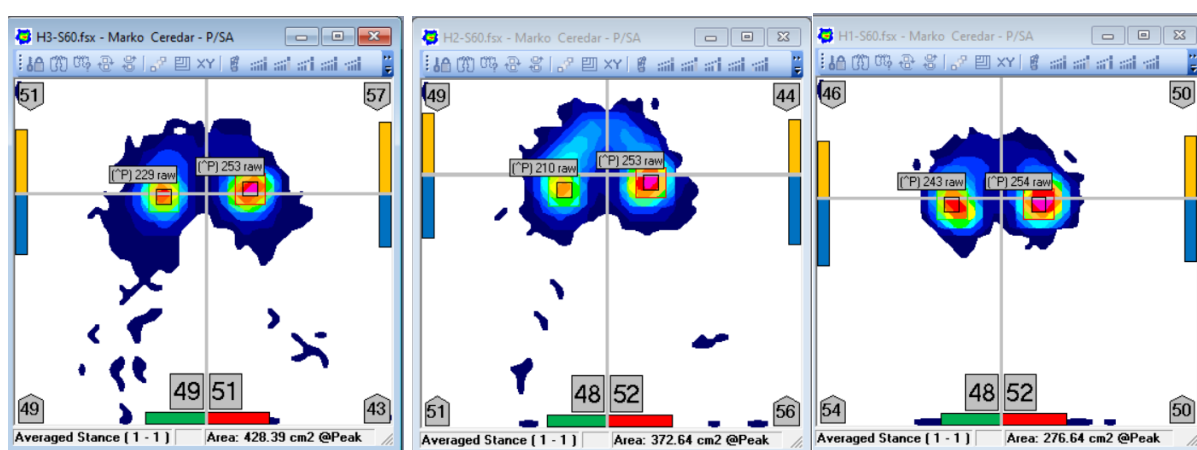 H3-S60.fsx - Marko Ceredar - P/SA
XY
51
57
(^P) 229 raw
(^P) 253 raw
49 51
49
43
Averaged Stance ( 1 - 1 )
Area: 428.39 cm2 @Peak
H2-S60.fsx - Marko Ceredar - P/SA
XY
49
44
(^P) 210 raw
(^P) 253 raw
48 52
51
56
Averaged Stance ( 1 - 1 )
Area: 372.64 cm2 @Peak
H1-S60.fsx - Marko Ceredar - P/SA
XY
46
50
(^P) 243 raw
(^P) 254 raw
48 52
54
50
Averaged Stance ( 1 - 1 )
Area: 276.64 cm2 @Peak